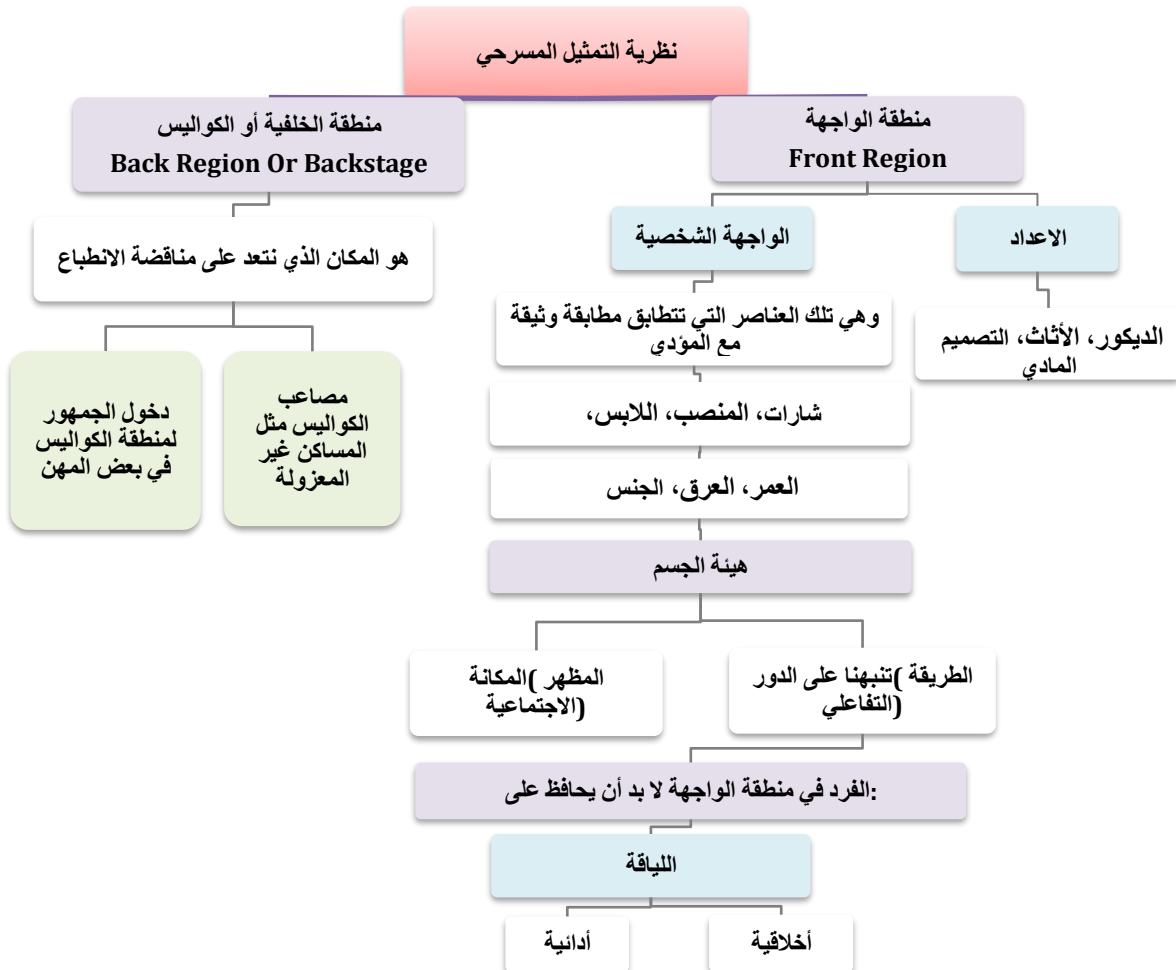 نظرية التمثيل المسرحي
منطقة الواجهة
Front Region
منطقة الخلفية أو الكواليس
Back Region Or Backstage
الاعداد
الواجهة الشخصية
هو المكان الذي نتعد على مناقضة الانطباع
الديكور، الأثاث، التصميم
المادي
وهي تلك العناصر التي تتطابق مطابقة وثيقة
مع المؤدي
مصاعب
الكواليس مثل
المساكن غير
المعزولة
دخول الجمهور
لمنطقة الكواليس
في بعض المهن
شارات، المنصب، اللابس،
العمر، العرق، الجنس
هيئة الجسم
الطريقة )تنبهنا على الدور
التفاعلي(
المظهر )المكانة
الاجتماعية(
الفرد في منطقة الواجهة لا بد أن يحافظ على:
اللياقة
أخلاقية
أدائية